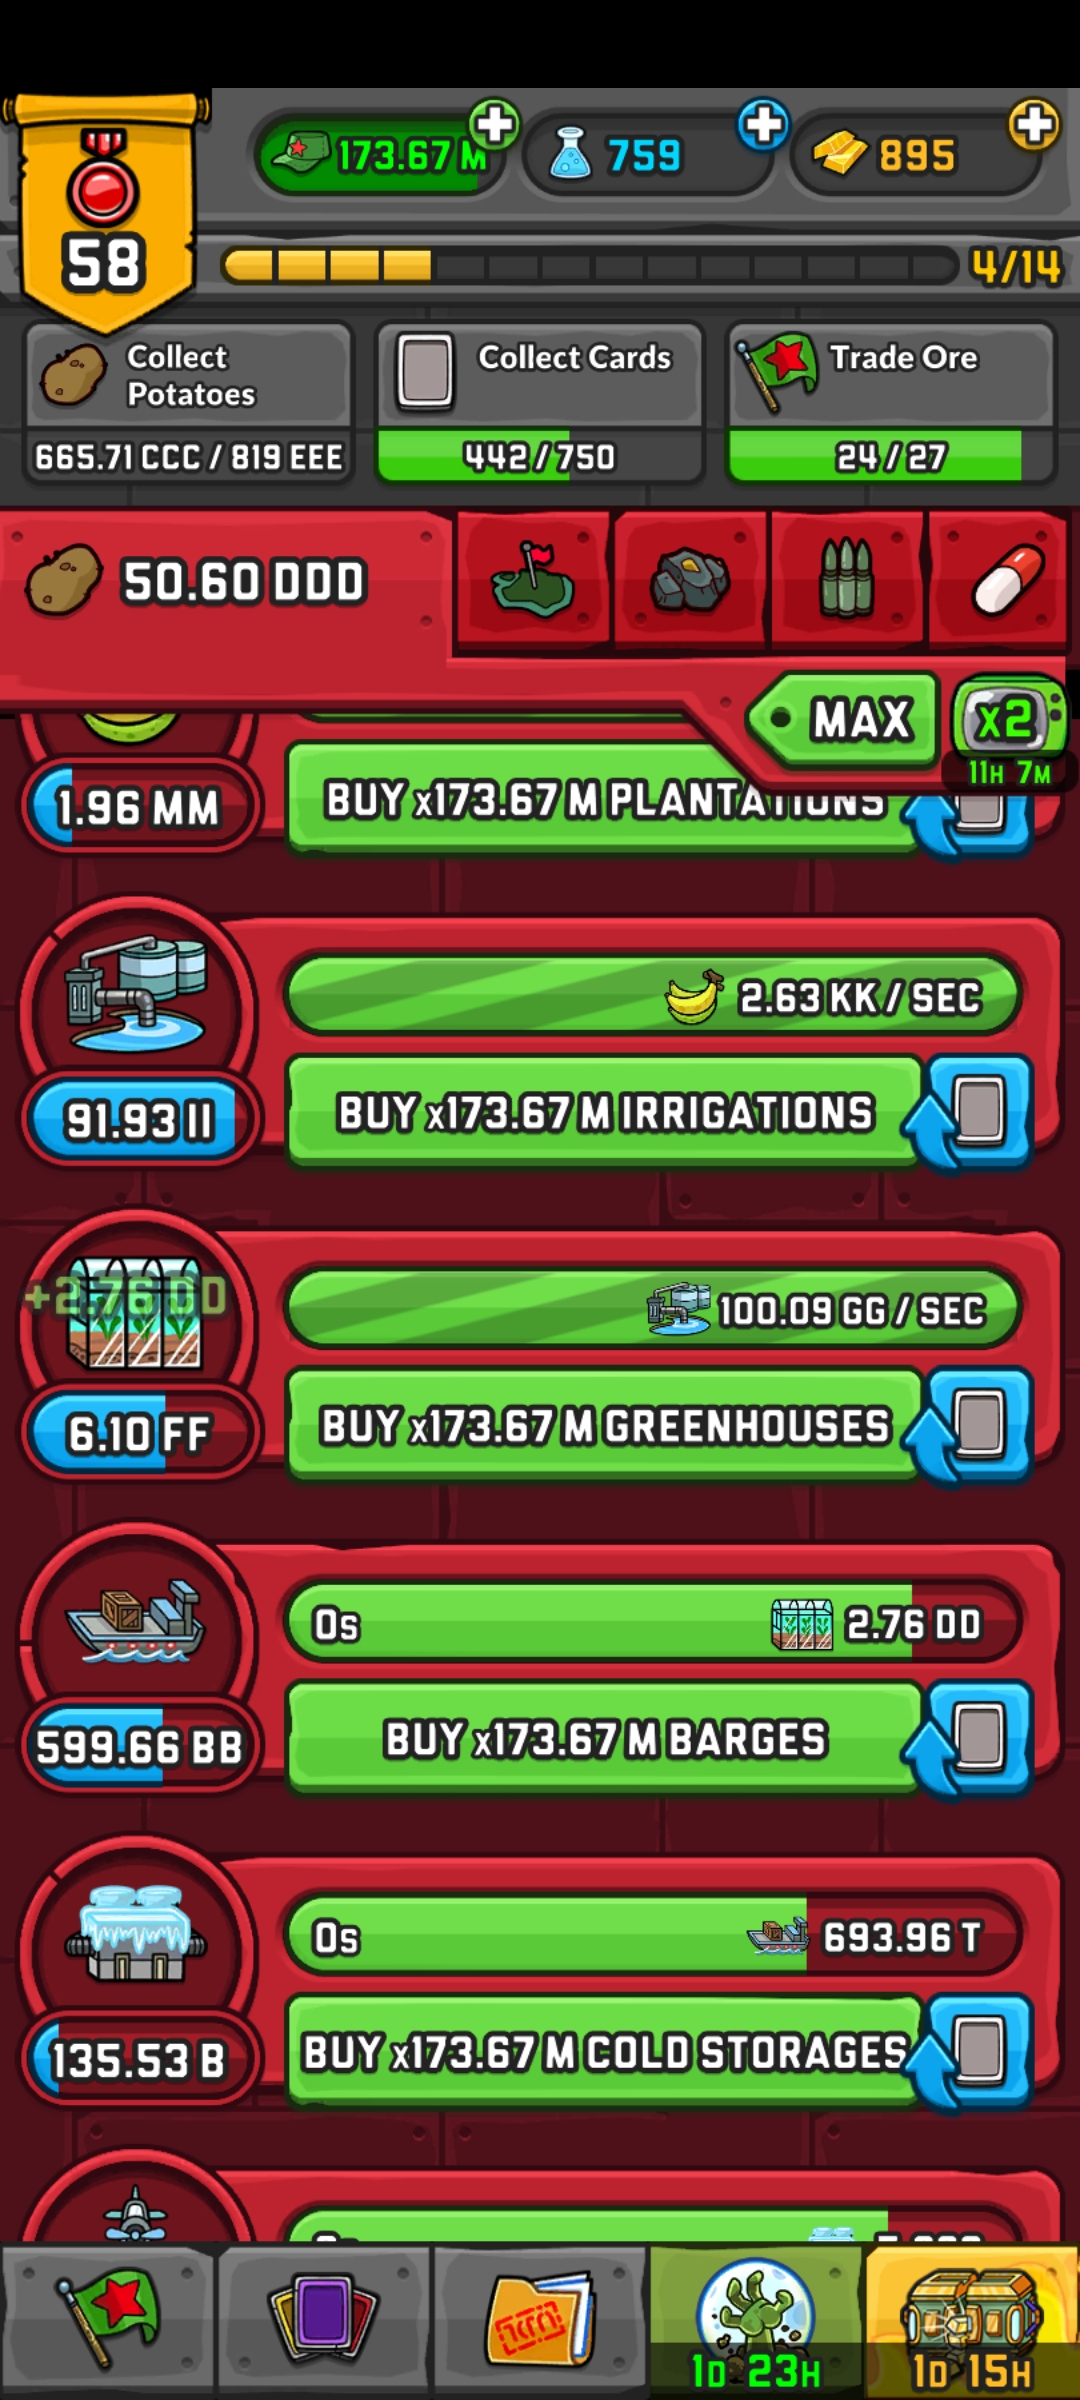 58
173.67 M
759
895
4/14
Collect
Potatoes
665.71 CCC / 819 EEE
Collect Cards
442/750
Trade Ore
24/27
50.60 DDD
MAX
x2
11H 7M
1.96 MM
BUY x173.67 M PLANTATIONS
2.63 KK / SEC
91.93 II
BUY x173.67 M IRRIGATIONS
+2.76 DD
100.09 GG / SEC
6.10 FF
BUY x173.67 M GREENHOUSES
0s
2.76 DD
599.66 BB
BUY x173.67 M BARGES
0s
693.96 T
135.53 B
BUY x173.67 M COLD STORAGES
1D 23H
1D 15H